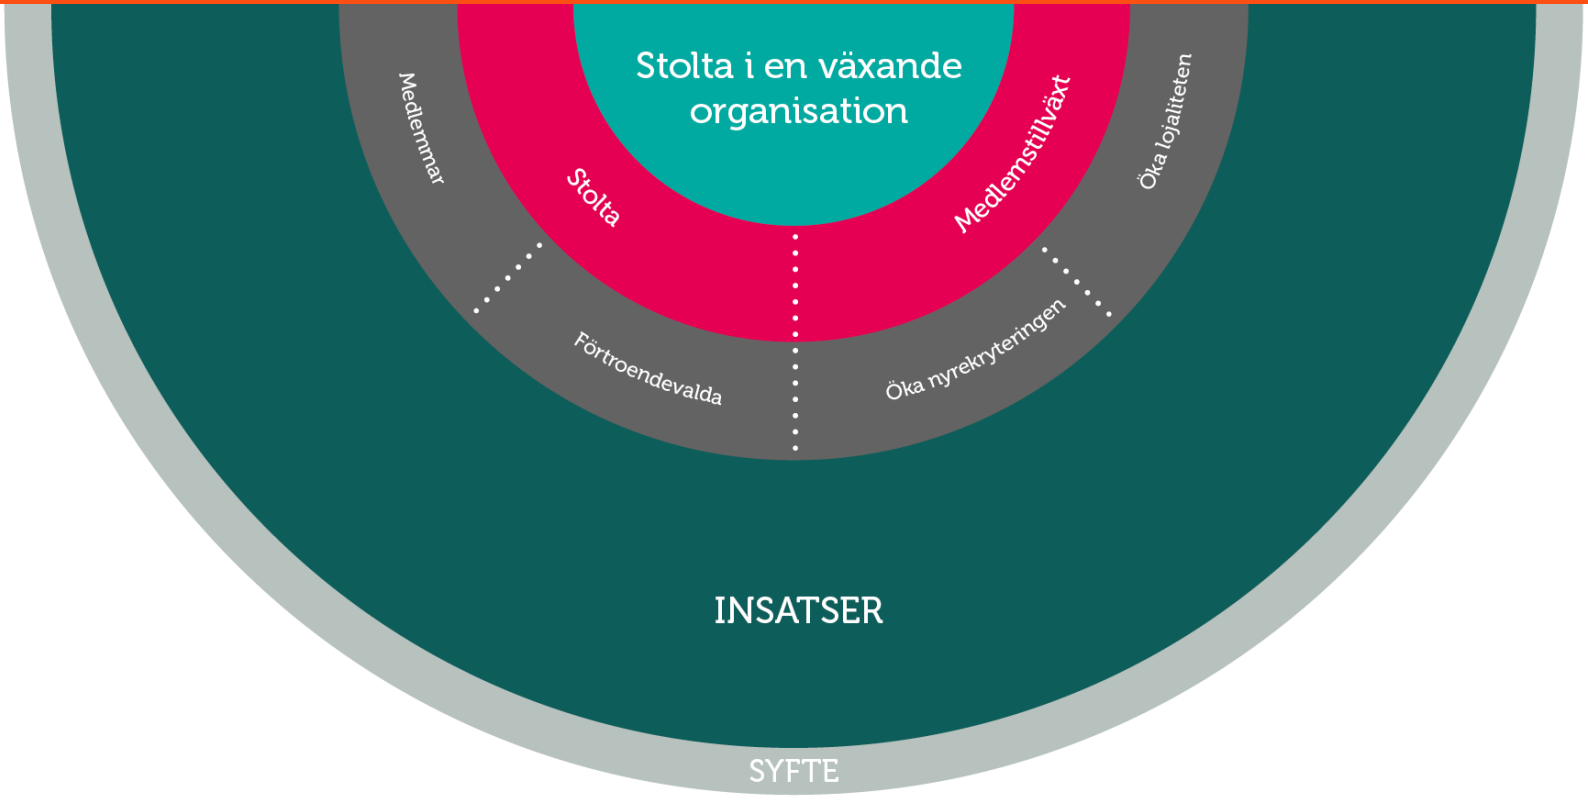 Stolta i en växande
organisation
Stolta
Medlemstillväxt
Medlemmar
Förtroendevalda
Öka nyrekryteringen
Öka lojaliteten
INSATSER
SYFTE